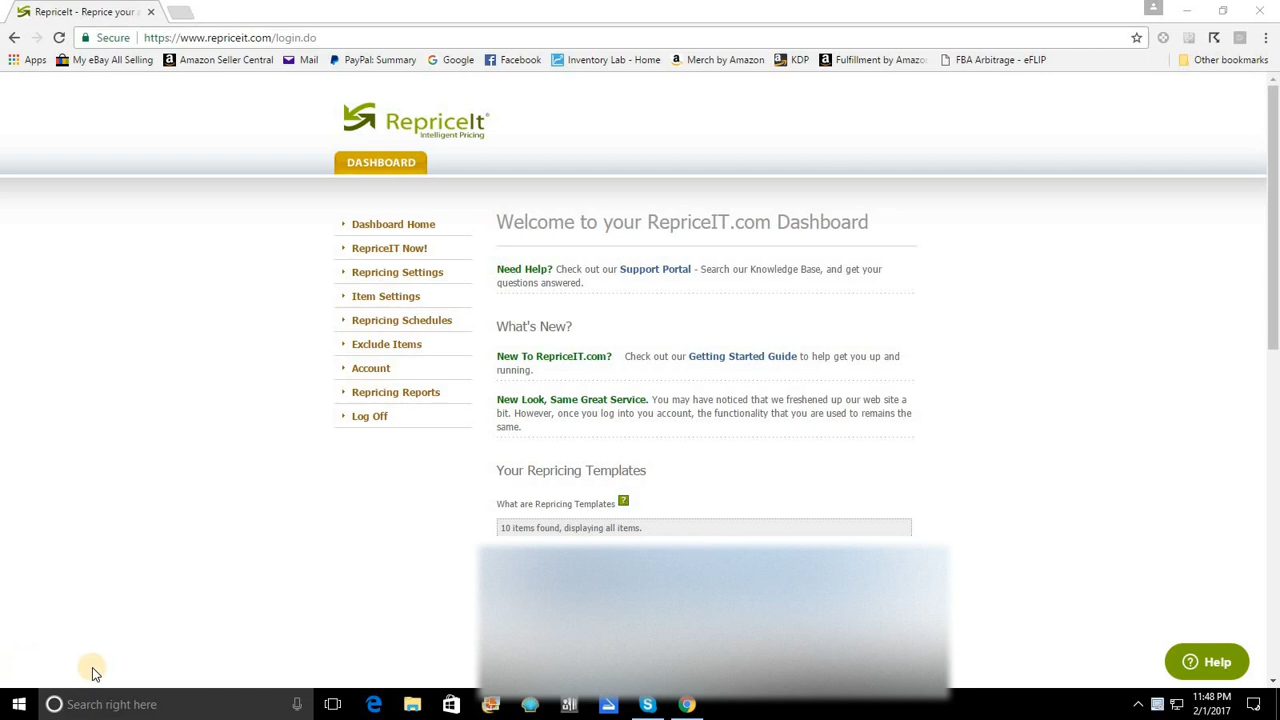 RepriceIt - Reprice your a
Secure https://www.repriceit.com/login.do
Apps My eBay All Selling Amazon Seller Central Mail PayPal: Summary Google Facebook Inventory Lab - Home Merch by Amazon KDP Fulfillment by Amazo FBA Arbitrage - eFLIP Other bookmarks
RepriceIt®
Intelligent Pricing
DASHBOARD
Dashboard Home
RepriceIT Now!
Repricing Settings
Item Settings
Repricing Schedules
Exclude Items
Account
Repricing Reports
Log Off
Welcome to your RepriceIT.com Dashboard
Need Help? Check out our Support Portal - Search our Knowledge Base, and get your
questions answered.
What's New?
New To RepriceIT.com? Check out our Getting Started Guide to help get you up and
running.
New Look, Same Great Service. You may have noticed that we freshened up our web site a
bit. However, once you log into you account, the functionality that you are used to remains the
same.
Your Repricing Templates
What are Repricing Templates ?
10 items found, displaying all items.
? Help
Search right here
11:48 PM
2/1/2017